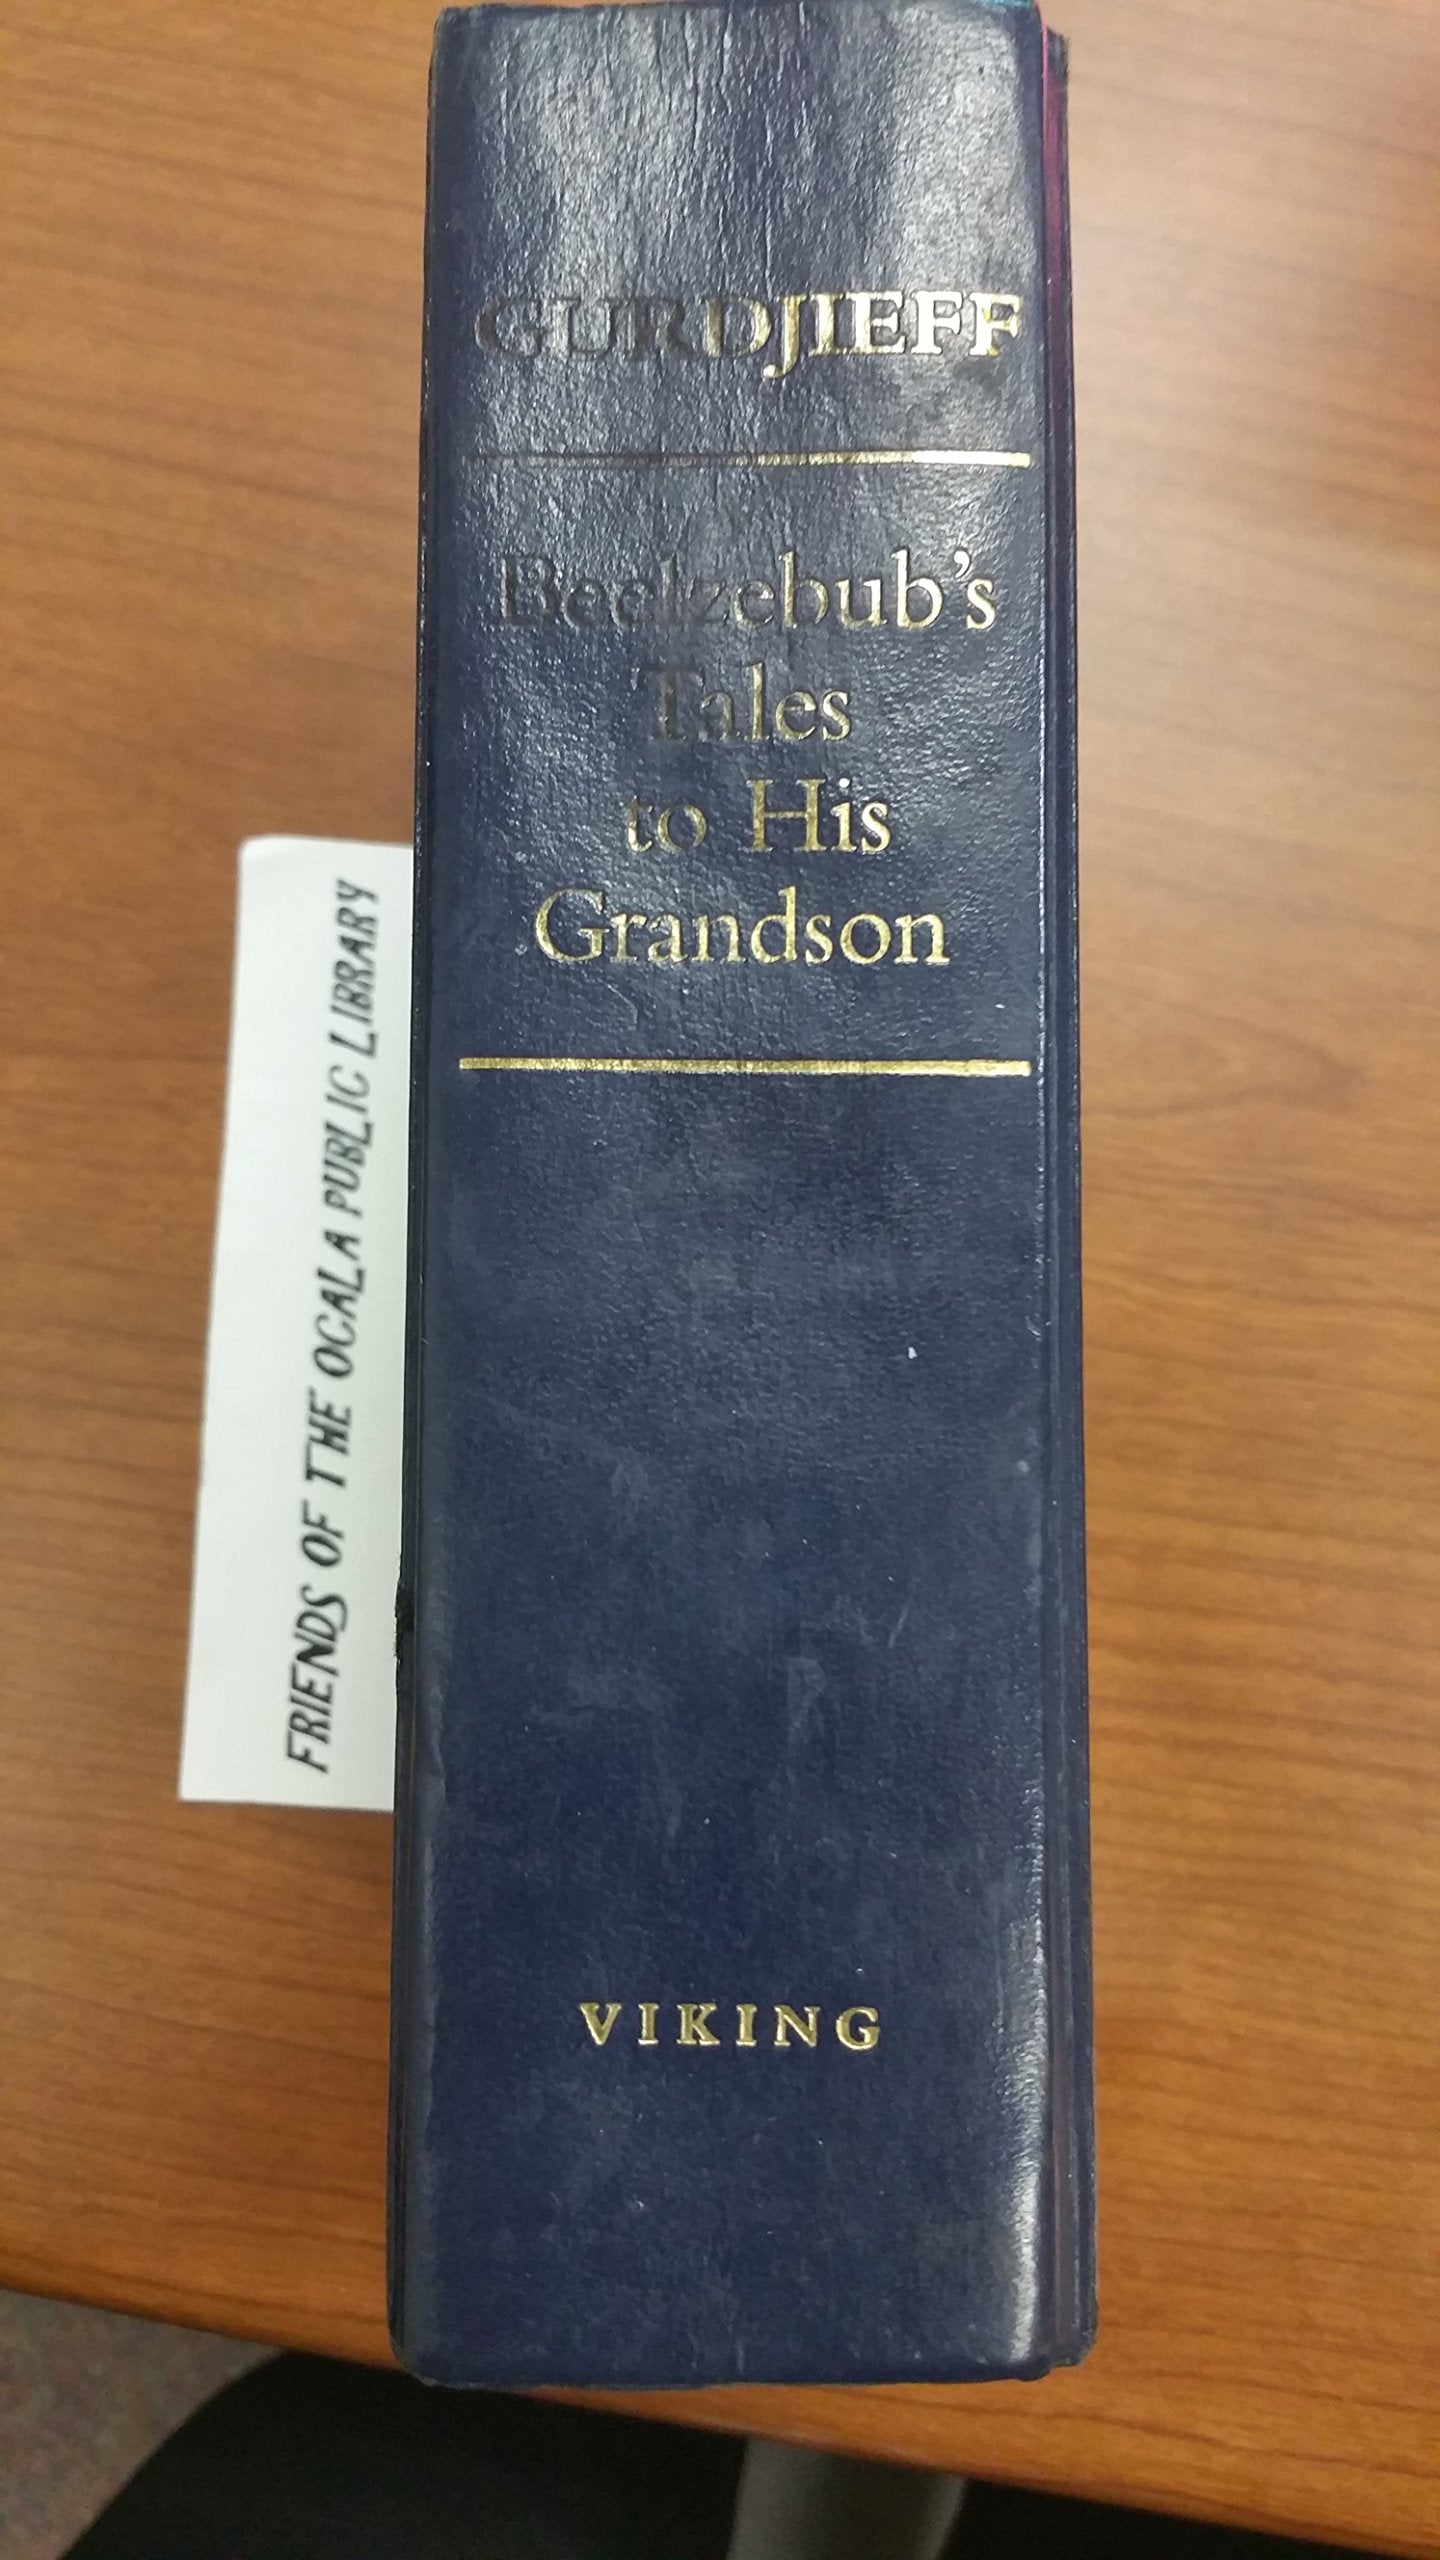 GURDJIEFF
Beelzebub's
Tales
to His
Grandson
VIKING
FRIENDS OF THE OCALA PUBLIC LIBRARY